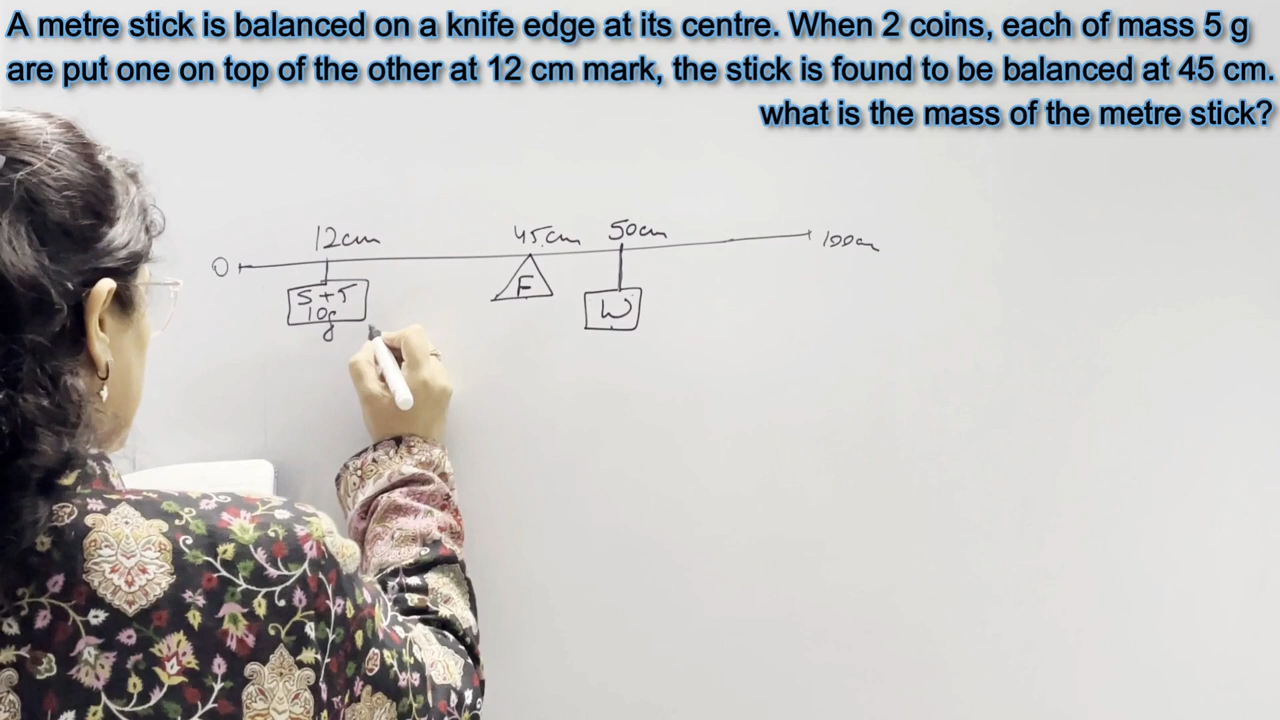 A metre stick is balanced on a knife edge at its centre. When 2 coins, each of mass 5 g
are put one on top of the other at 12 cm mark, the stick is found to be balanced at 45 cm.
what is the mass of the metre stick?
12cm 45cm 50cm
0 100cm
5+5 F W
10g